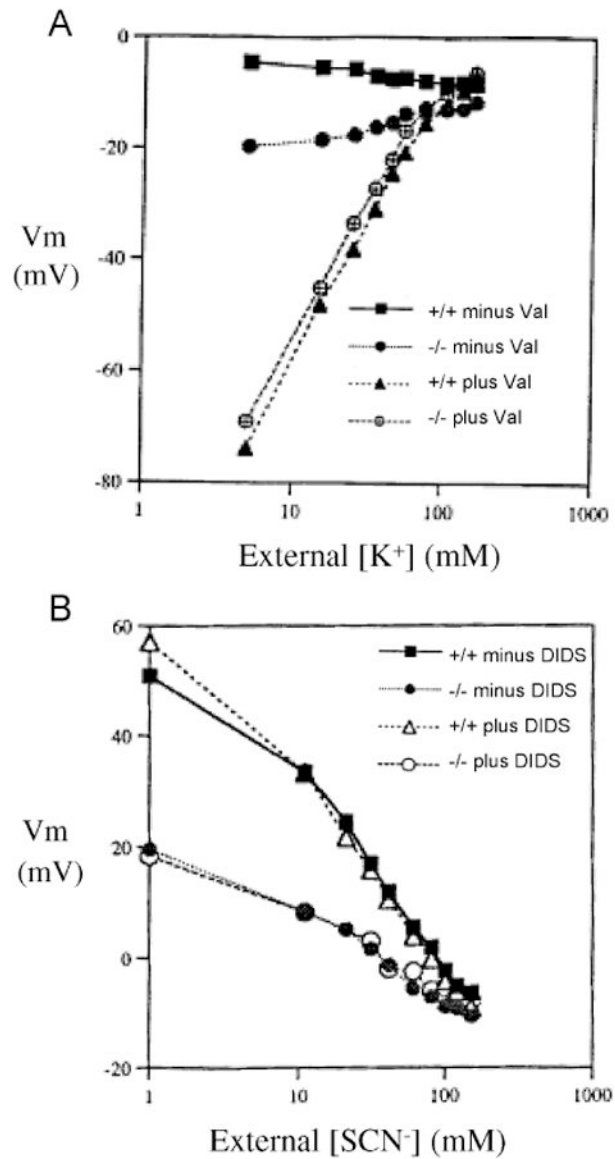 A
0
-20
Vm
(mV)
-40
-60
-80
+/+ minus Val
-/- minus Val
+/+ plus Val
-/- plus Val
1
10
100
1000
External [K⁺] (mM)
B
60
40
Vm
(mV)
20
0
-20
+/+ minus DIDS
-/- minus DIDS
+/+ plus DIDS
-/- plus DIDS
1
10
100
1000
External [SCN⁻] (mM)